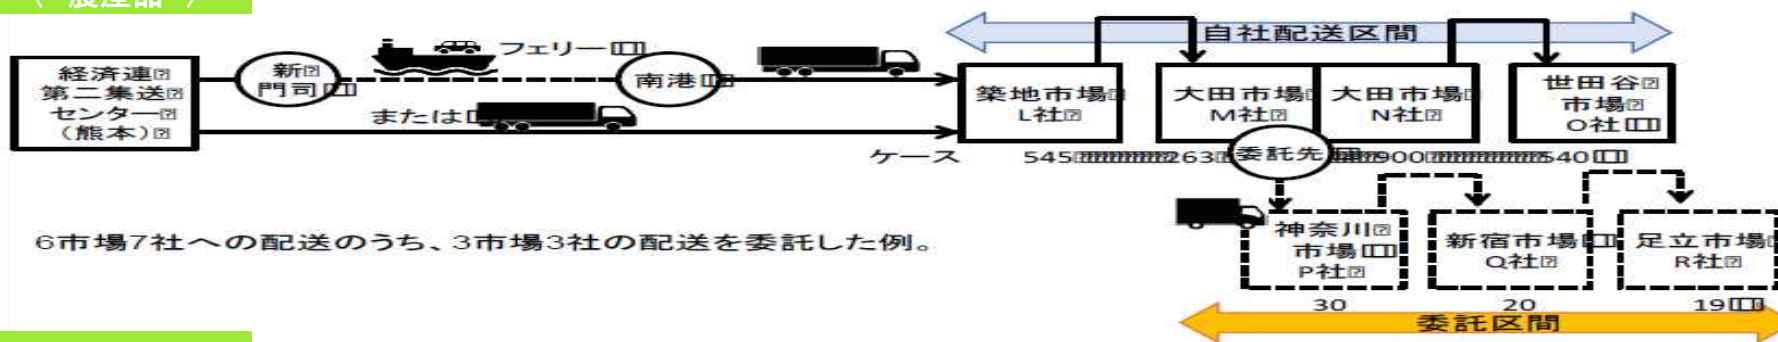 自社配送区間
フェリー
経済連
第二集送
センター
(熊本)
新
門司
南港
または
築地市場
L社
大田市場
M社
大田市場
N社
世田谷
市場
O社
ケース
545
263
委託先
900
540
6市場7社への配送のうち、3市場3社の配送を委託した例。
神奈川
市場
P社
新宿市場
Q社
足立市場
R社
30
20
19
委託区間